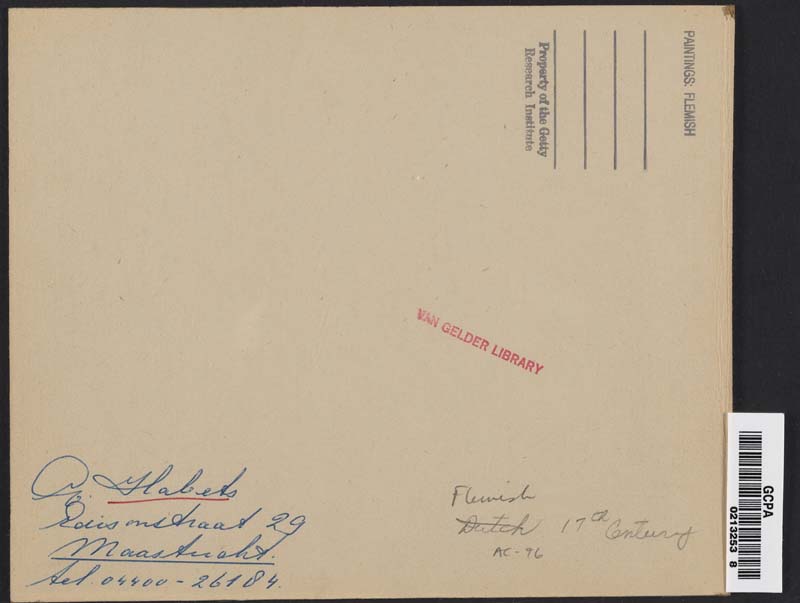 PAINTINGS: FLEMISH
Property of the Getty
Research Institute
VAN GELDER LIBRARY
GCPA
0213253 8
Flemish
Dutch 17th Century
AC-96
Habets
Edisonstraat 29
Maastricht.
tel. 04400-26184.